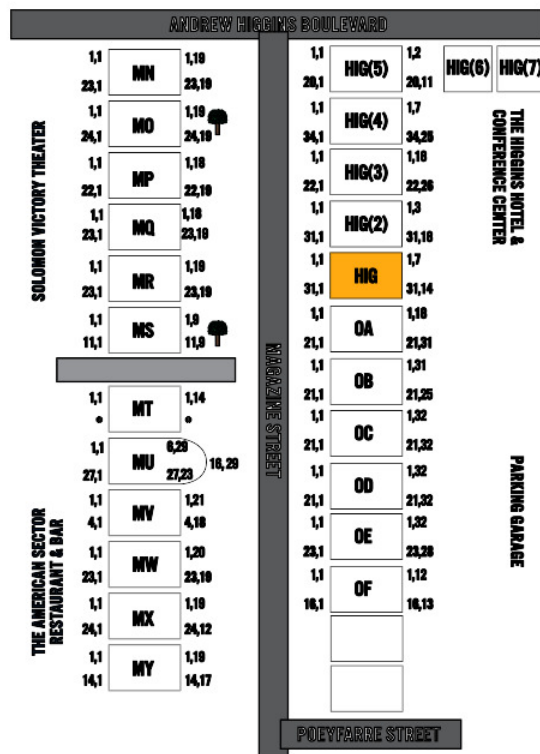 ANDREW HIGGINS BOULEVARD
SOLOMON VICTORY THEATER
1,1 MN 1,19
23,1 23,19
1,1 MO 1,19
24,1 24,19
1,1 MP 1,18
22,1 22,19
1,1 MQ 1,18
23,1 23,19
1,1 MR 1,19
23,1 23,19
1,1 MS 1,9
11,1 11,9
THE AMERICAN SECTOR
RESTAURANT & BAR
1,1 MT 1,14
* *
1,1 MU 6,29
27,1 27,23 16,29
1,1 MV 1,21
4,1 4,18
1,1 MW 1,20
23,1 23,19
1,1 MX 1,19
24,1 24,12
1,1 MY 1,19
14,1 14,17
MAGAZINE STREET
1,1 HIG(5) 1,2
20,1 20,11
HIG(6) HIG(7)
1,1 HIG(4) 1,7
34,1 34,25
1,1 HIG(3) 1,18
22,1 22,26
1,1 HIG(2) 1,3
31,1 31,16
1,1 HIG 1,7
31,1 31,14
1,1 OA 1,18
21,1 21,31
1,1 OB 1,31
21,1 21,25
1,1 OC 1,32
21,1 21,32
1,1 OD 1,32
21,1 21,32
1,1 OE 1,32
23,1 23,28
1,1 OF 1,12
16,1 16,13
THE HIGGINS HOTEL &
CONFERENCE CENTER
PARKING GARAGE
POEYFARRE STREET